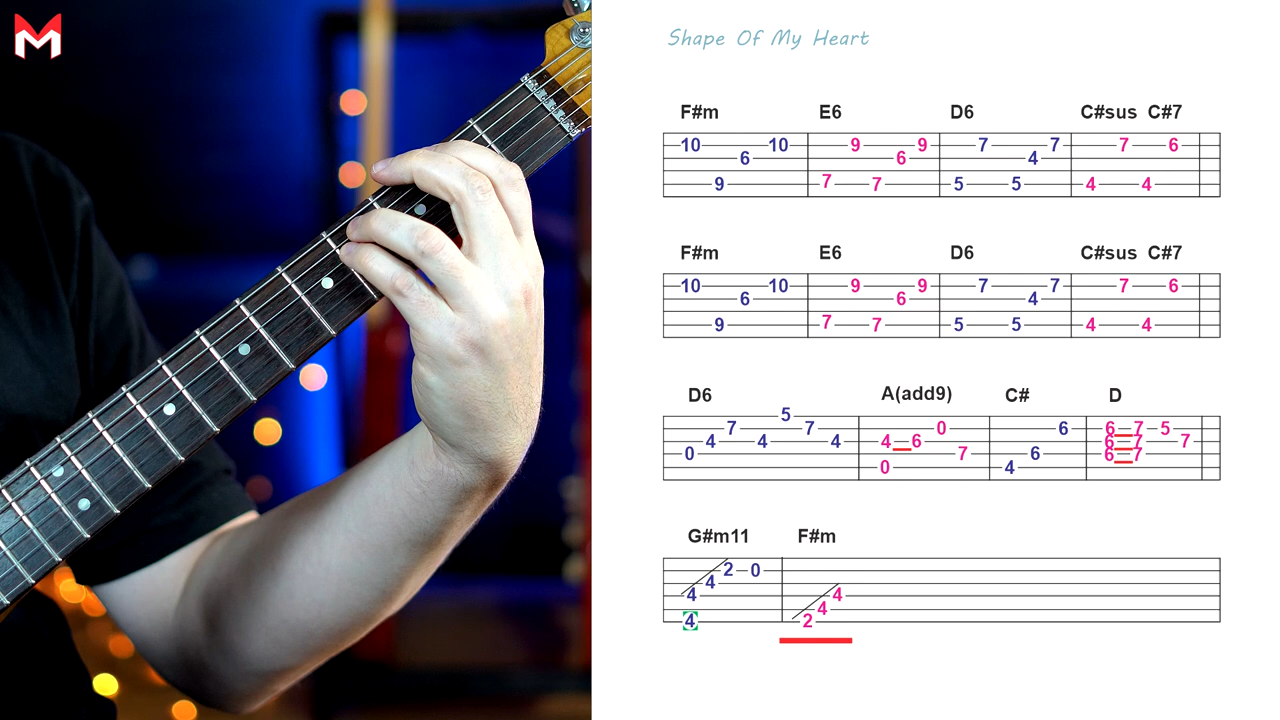 M
Shape Of My Heart
F#m E6 D6 C#sus C#7
10 10 9 9 7 7 7 6
6 6 4
9 7 7 5 5 4 4
F#m E6 D6 C#sus C#7
10 10 9 9 7 7 7 6
6 6 4
9 7 7 5 5 4 4
D6 A(add9) C# D
5
7 7 0 6 6 7 5
4 4 4 4 6 6 7 7
0 7 6 6 7
0 4
G#m11 F#m
2 0
4
4 4
4
4 2